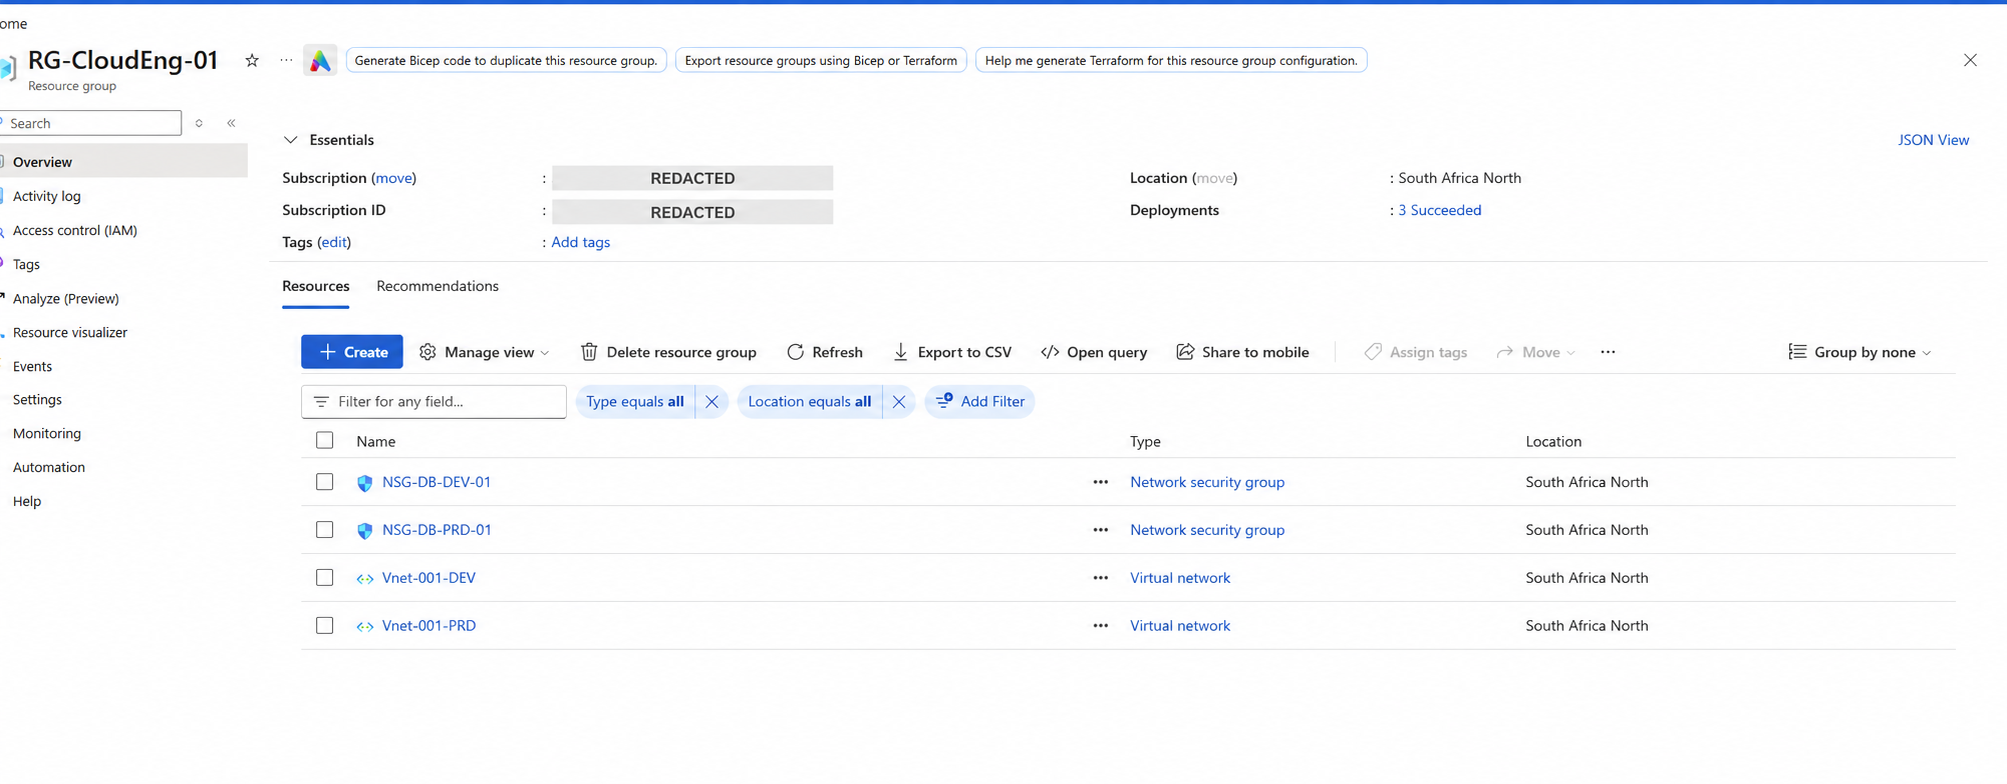 ome
RG-CloudEng-01
Resource group
Generate Bicep code to duplicate this resource group.
Export resource groups using Bicep or Terraform
Help me generate Terraform for this resource group configuration.
Search
Overview
Activity log
Access control (IAM)
Tags
Analyze (Preview)
Resource visualizer
Events
Settings
Monitoring
Automation
Help
Essentials
JSON View
Subscription (move) : REDACTED
Subscription ID : REDACTED
Tags (edit) : Add tags
Location (move) : South Africa North
Deployments : 3 Succeeded
Resources Recommendations
Create Manage view Delete resource group Refresh Export to CSV Open query Share to mobile Assign tags Move Group by none
Filter for any field... Type equals all Location equals all Add Filter
Name Type Location
NSG-DB-DEV-01 Network security group South Africa North
NSG-DB-PRD-01 Network security group South Africa North
Vnet-001-DEV Virtual network South Africa North
Vnet-001-PRD Virtual network South Africa North